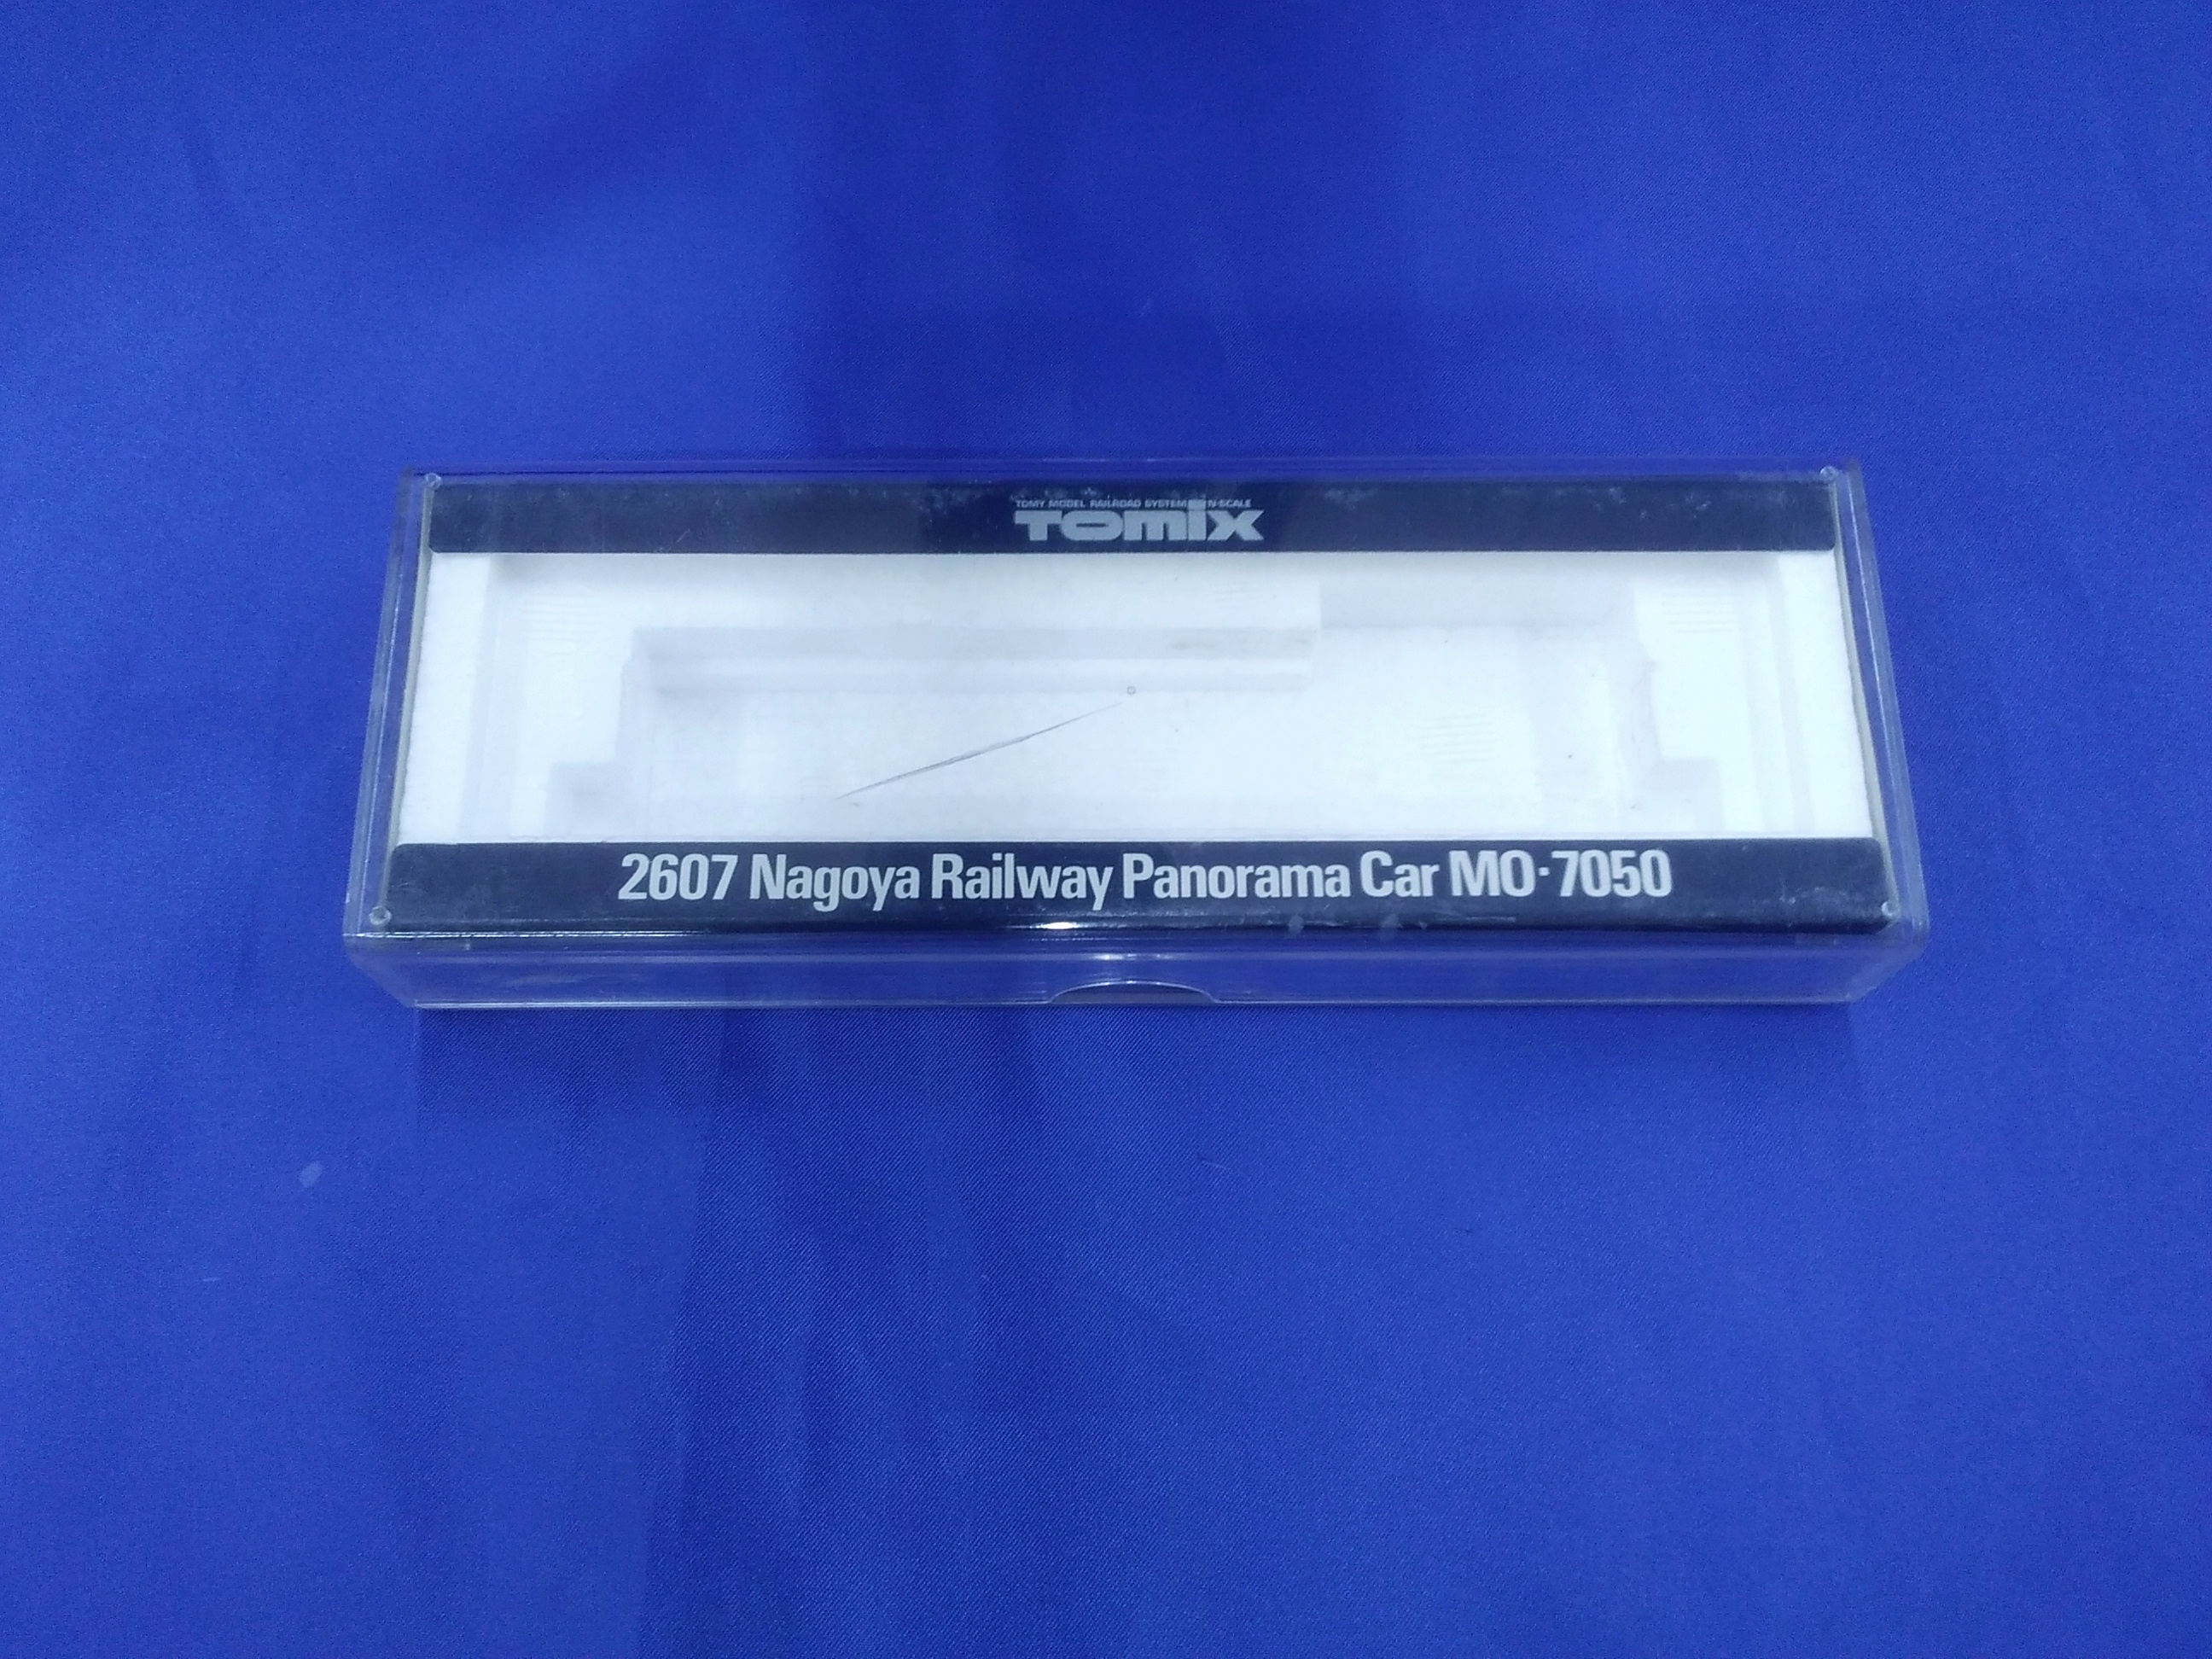 TOMY MODEL RAILROAD SYSTEM N-SCALE
TOMIX
2607 Nagoya Railway Panorama Car MO-7050